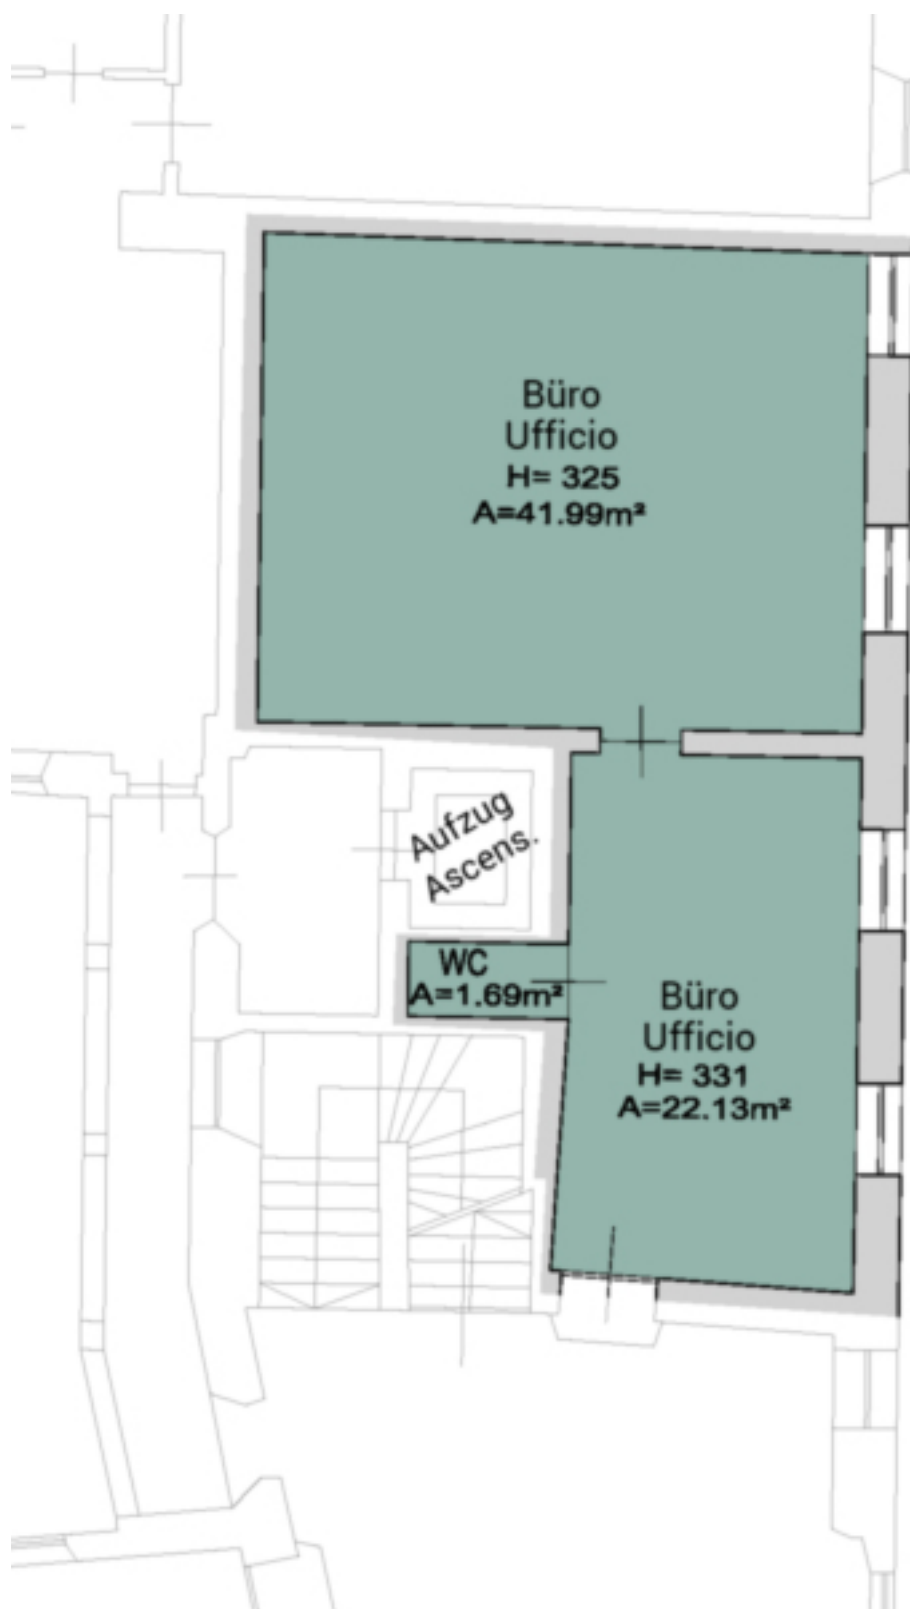 Büro
Ufficio
H= 325
A=41.99m²
Aufzug
Ascens.
WC
A=1.69m²
Büro
Ufficio
H= 331
A=22.13m²